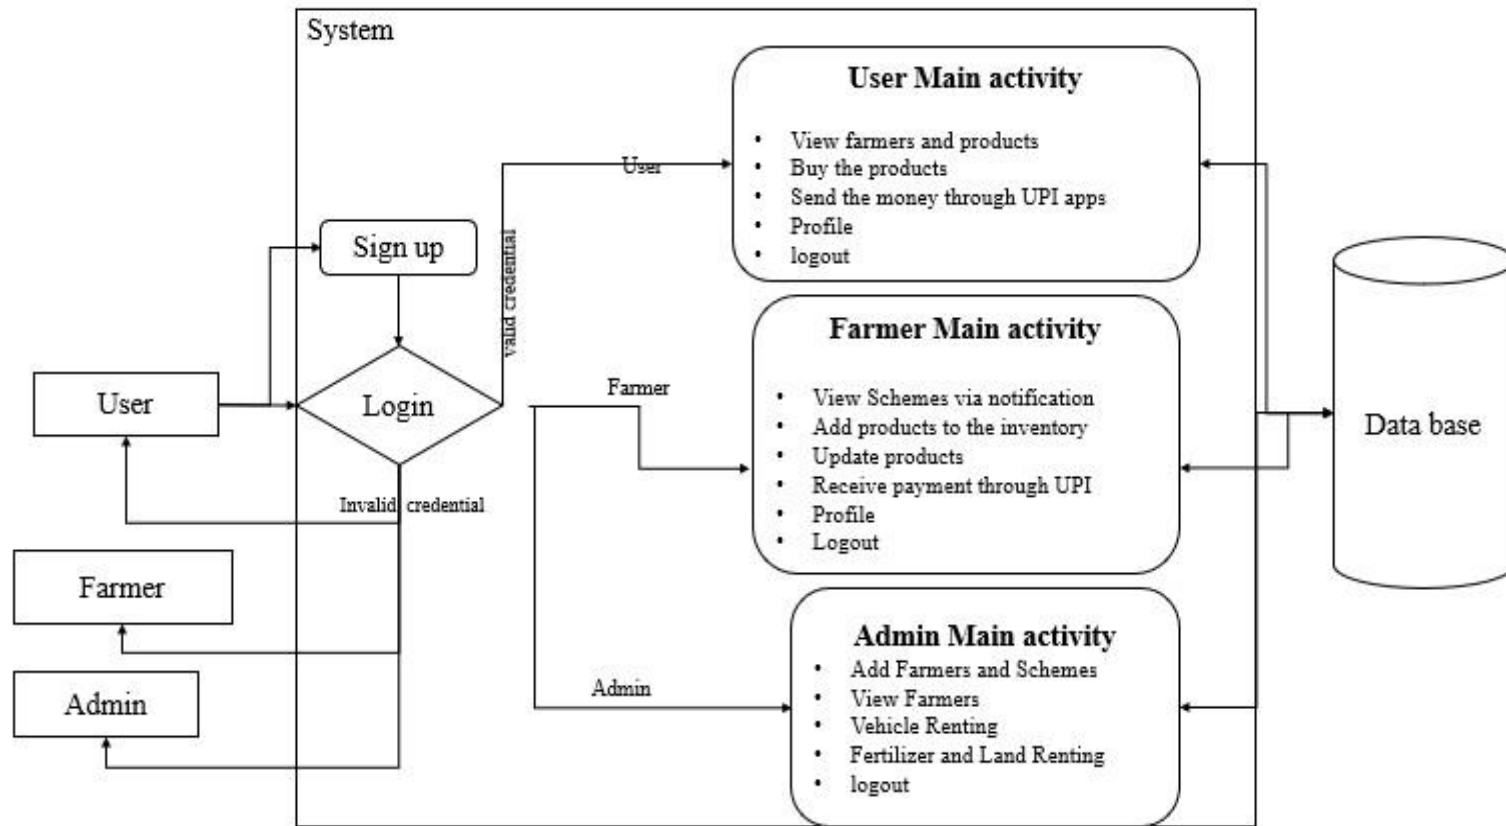 System
User Main activity
• View farmers and products
• Buy the products
• Send the money through UPI apps
• Profile
• logout
User
Sign up
valid credential
Farmer Main activity
• View Schemes via notification
• Add products to the inventory
• Update products
• Receive payment through UPI
• Profile
• Logout
Farmer
User
Login
Data base
Invalid credential
Farmer
Admin Main activity
• Add Farmers and Schemes
• View Farmers
• Vehicle Renting
• Fertilizer and Land Renting
• logout
Admin
Admin